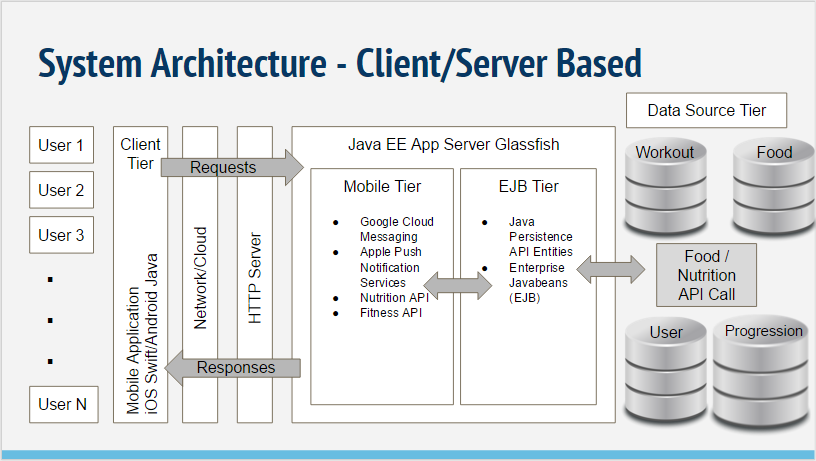 System Architecture - Client/Server Based
User 1
User 2
User 3
User N
Client
Tier
Mobile Application
iOS Swift/Android Java
Network/Cloud
HTTP Server
Requests
Responses
Java EE App Server Glassfish
Mobile Tier
● Google Cloud
Messaging
● Apple Push
Notification
Services
● Nutrition API
● Fitness API
EJB Tier
● Java
Persistence
API Entities
● Enterprise
Javabeans
(EJB)
Data Source Tier
Workout
Food
Food /
Nutrition
API Call
User
Progression